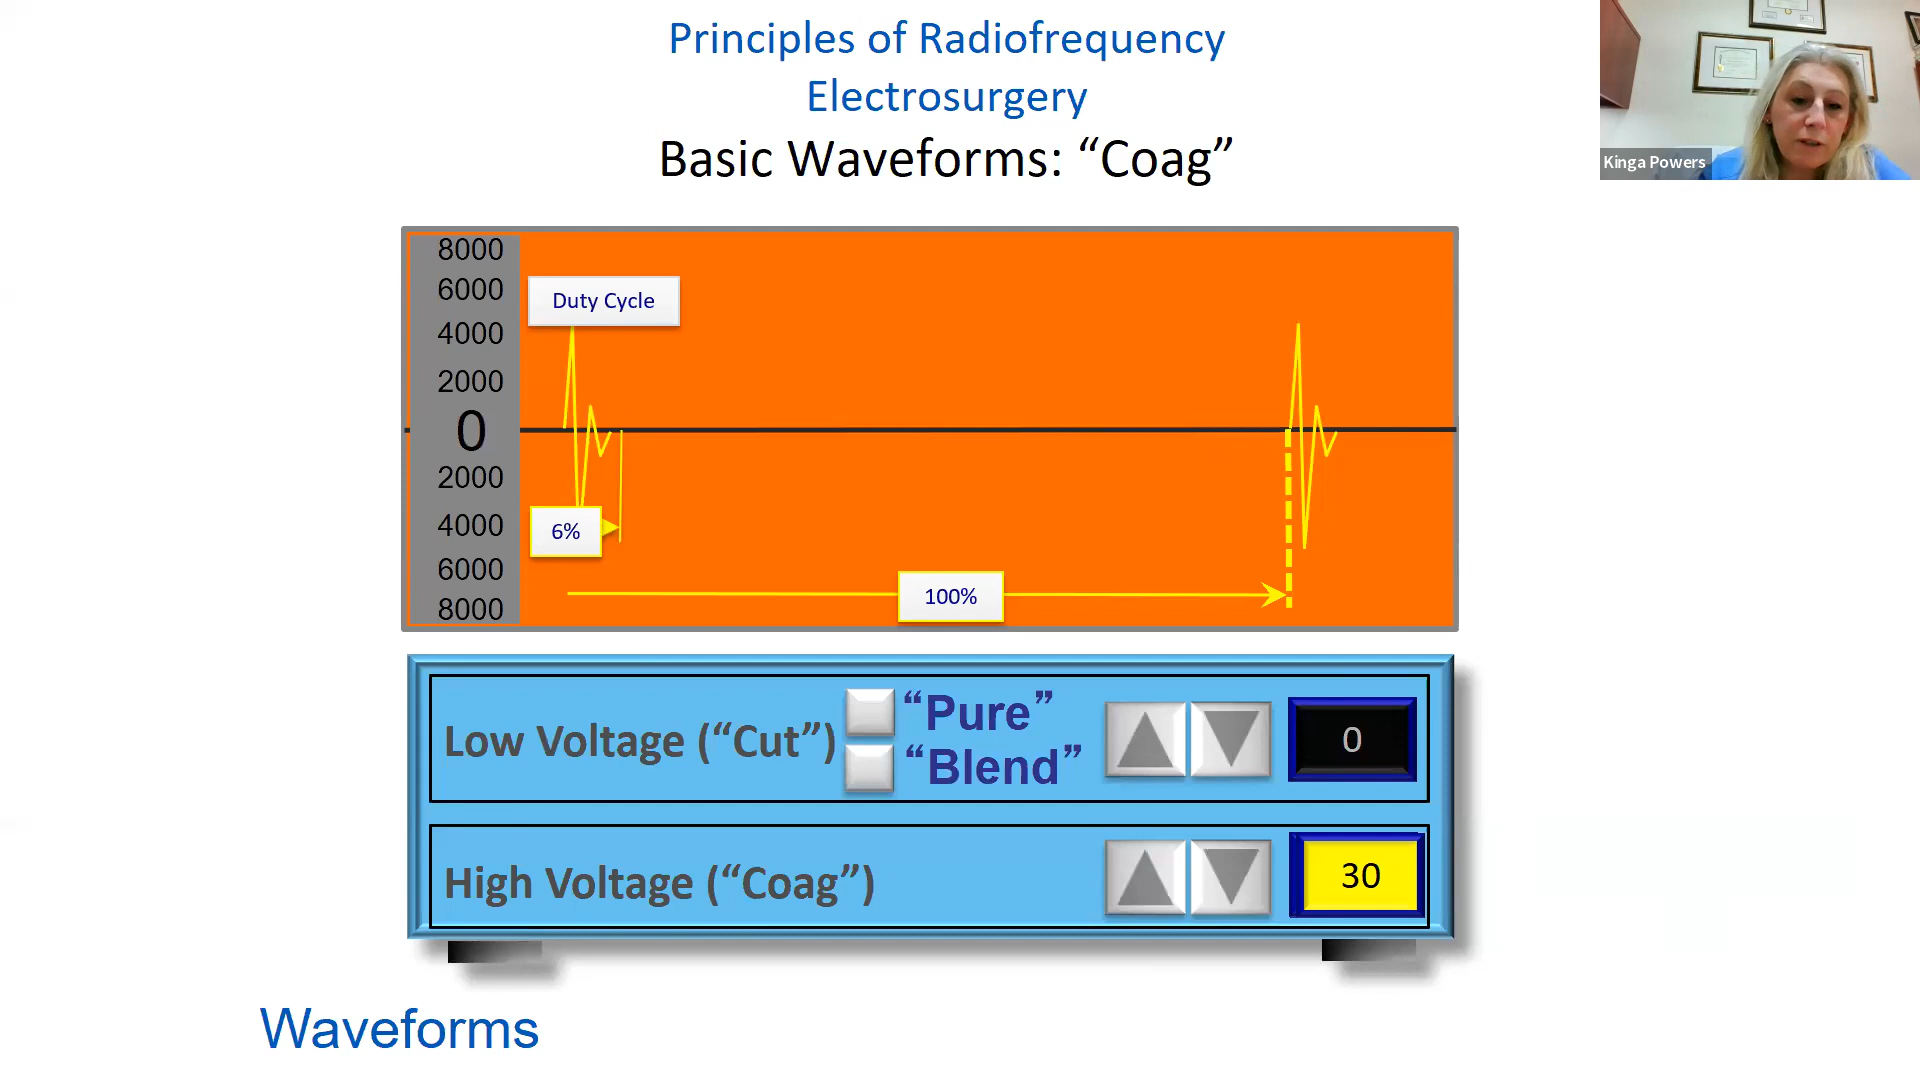 Principles of Radiofrequency
Electrosurgery
Basic Waveforms: “Coag”
Kinga Powers
8000
6000
4000
2000
0
2000
4000
6000
8000
Duty Cycle
6%
100%
Low Voltage (“Cut”)
“Pure”
“Blend”
0
High Voltage (“Coag”)
30
Waveforms